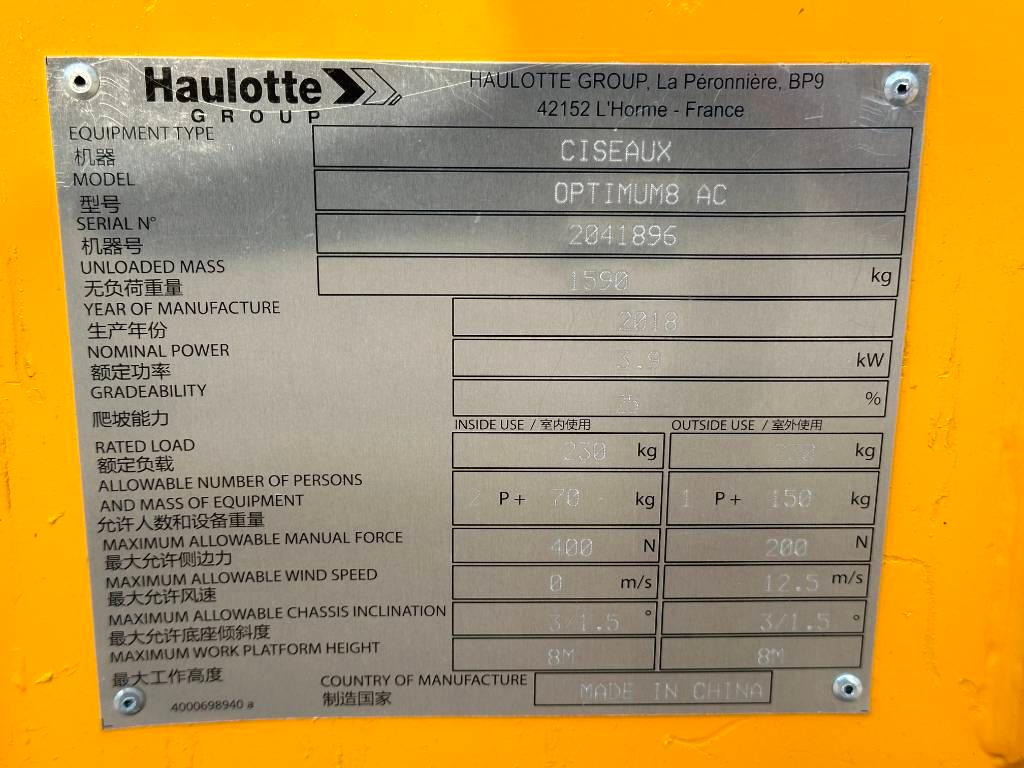 Haulotte
GROUP
HAULOTTE GROUP, La Péronnière, BP9
42152 L'Horme - France
EQUIPMENT TYPE
机器
CISEAUX
MODEL
型号
OPTIMUM8 AC
SERIAL N°
机器号
2041896
UNLOADED MASS
无负荷重量
1590 kg
YEAR OF MANUFACTURE
生产年份
2018
NOMINAL POWER
额定功率
3.9 kW
GRADEABILITY
爬坡能力
25 %
INSIDE USE / 室内使用 OUTSIDE USE / 室外使用
RATED LOAD
额定负载
230 kg kg
ALLOWABLE NUMBER OF PERSONS
AND MASS OF EQUIPMENT
允许人数和设备重量
2 P + 70 kg 1 P + 150 kg
MAXIMUM ALLOWABLE MANUAL FORCE
最大允许侧边力
400 N 200 N
MAXIMUM ALLOWABLE WIND SPEED
最大允许风速
0 m/s 12.5 m/s
MAXIMUM ALLOWABLE CHASSIS INCLINATION
最大允许底座倾斜度
3/1.5 ° 3/1.5 °
MAXIMUM WORK PLATFORM HEIGHT
最大工作高度
8M 8M
COUNTRY OF MANUFACTURE
制造国家
MADE IN CHINA
4000698940 a